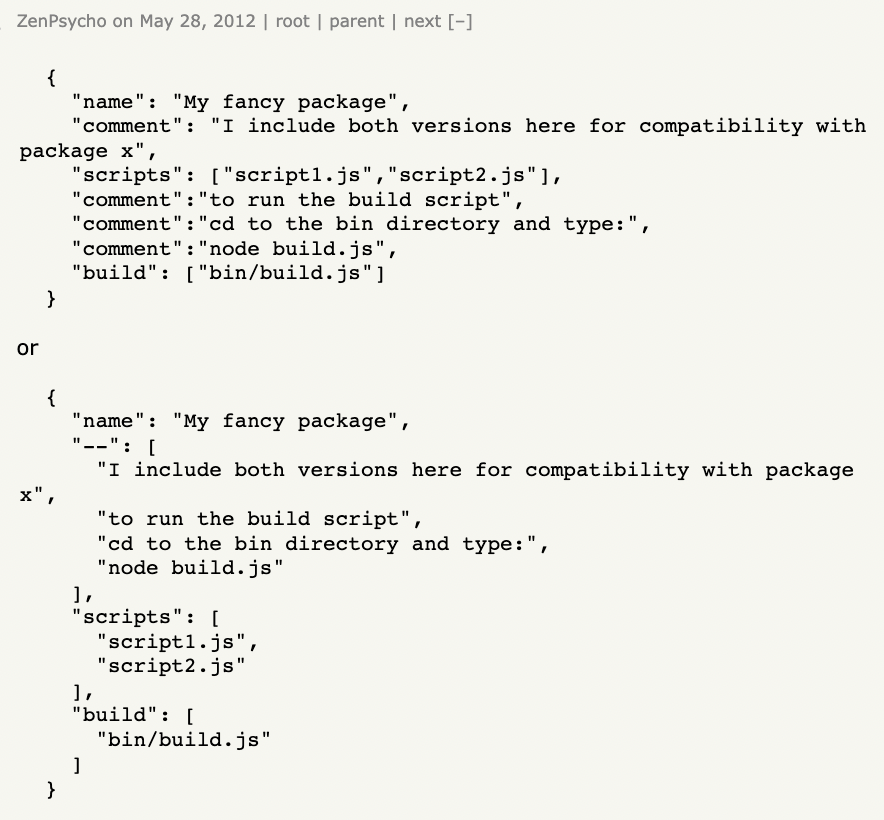 ZenPsycho on May 28, 2012 | root | parent | next [–]
{
"name": "My fancy package",
"comment": "I include both versions here for compatibility with
package x",
"scripts": ["script1.js","script2.js"],
"comment":"to run the build script",
"comment":"cd to the bin directory and type:",
"comment":"node build.js",
"build": ["bin/build.js"]
}
or
{
"name": "My fancy package",
"--": [
"I include both versions here for compatibility with package
x",
"to run the build script",
"cd to the bin directory and type:",
"node build.js"
],
"scripts": [
"script1.js",
"script2.js"
],
"build": [
"bin/build.js"
]
}